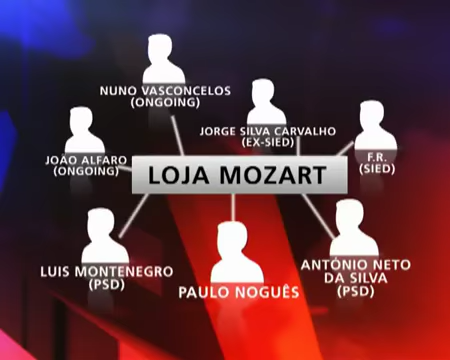 NUNO VASCONCELOS
(ONGOING)
JORGE SILVA CARVALHO
(EX-SIED)
JOÃO ALFARO
(ONGOING)
F.R.
(SIED)
LOJA MOZART
LUIS MONTENEGRO
(PSD)
PAULO NOGUÊS
ANTÓNIO NETO
DA SILVA
(PSD)